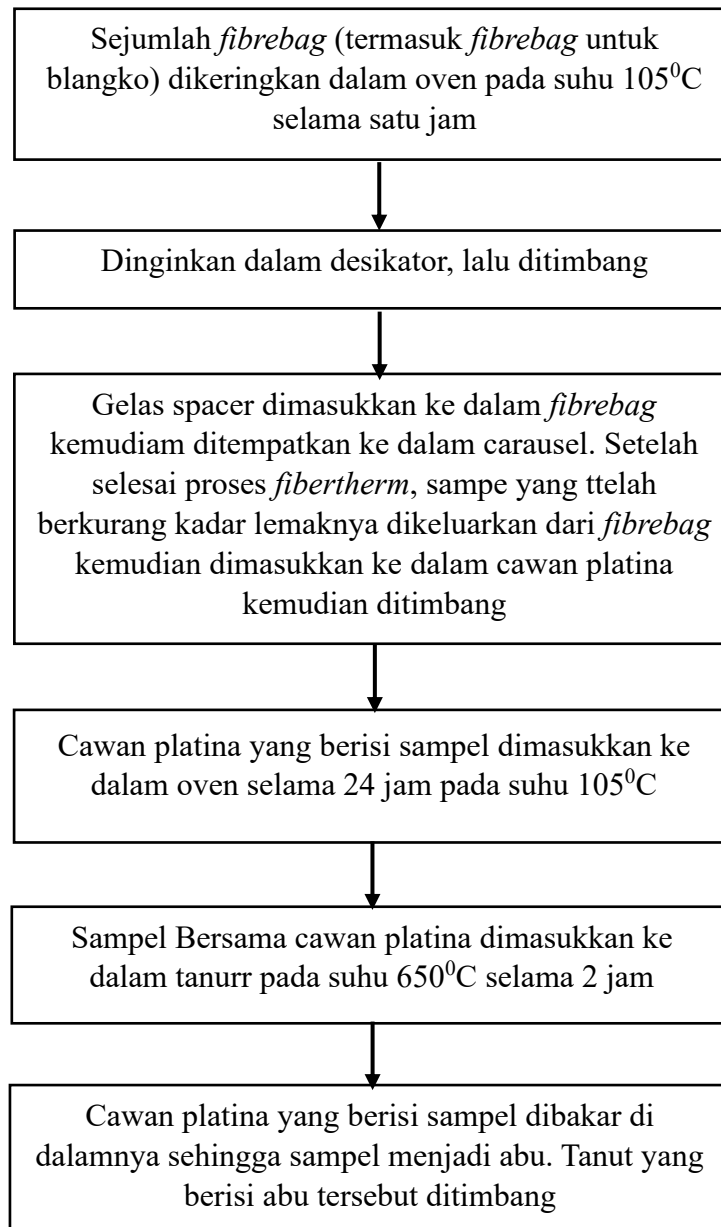 Sejumlah fibrebag (termasuk fibrebag untuk
blangko) dikeringkan dalam oven pada suhu 105⁰C
selama satu jam
Dinginkan dalam desikator, lalu ditimbang
Gelas spacer dimasukkan ke dalam fibrebag
kemudiam ditempatkan ke dalam carausel. Setelah
selesai proses fibertherm, sampe yang ttelah
berkurang kadar lemaknya dikeluarkan dari fibrebag
kemudian dimasukkan ke dalam cawan platina
kemudian ditimbang
Cawan platina yang berisi sampel dimasukkan ke
dalam oven selama 24 jam pada suhu 105⁰C
Sampel Bersama cawan platina dimasukkan ke
dalam tanurr pada suhu 650⁰C selama 2 jam
Cawan platina yang berisi sampel dibakar di
dalamnya sehingga sampel menjadi abu. Tanut yang
berisi abu tersebut ditimbang